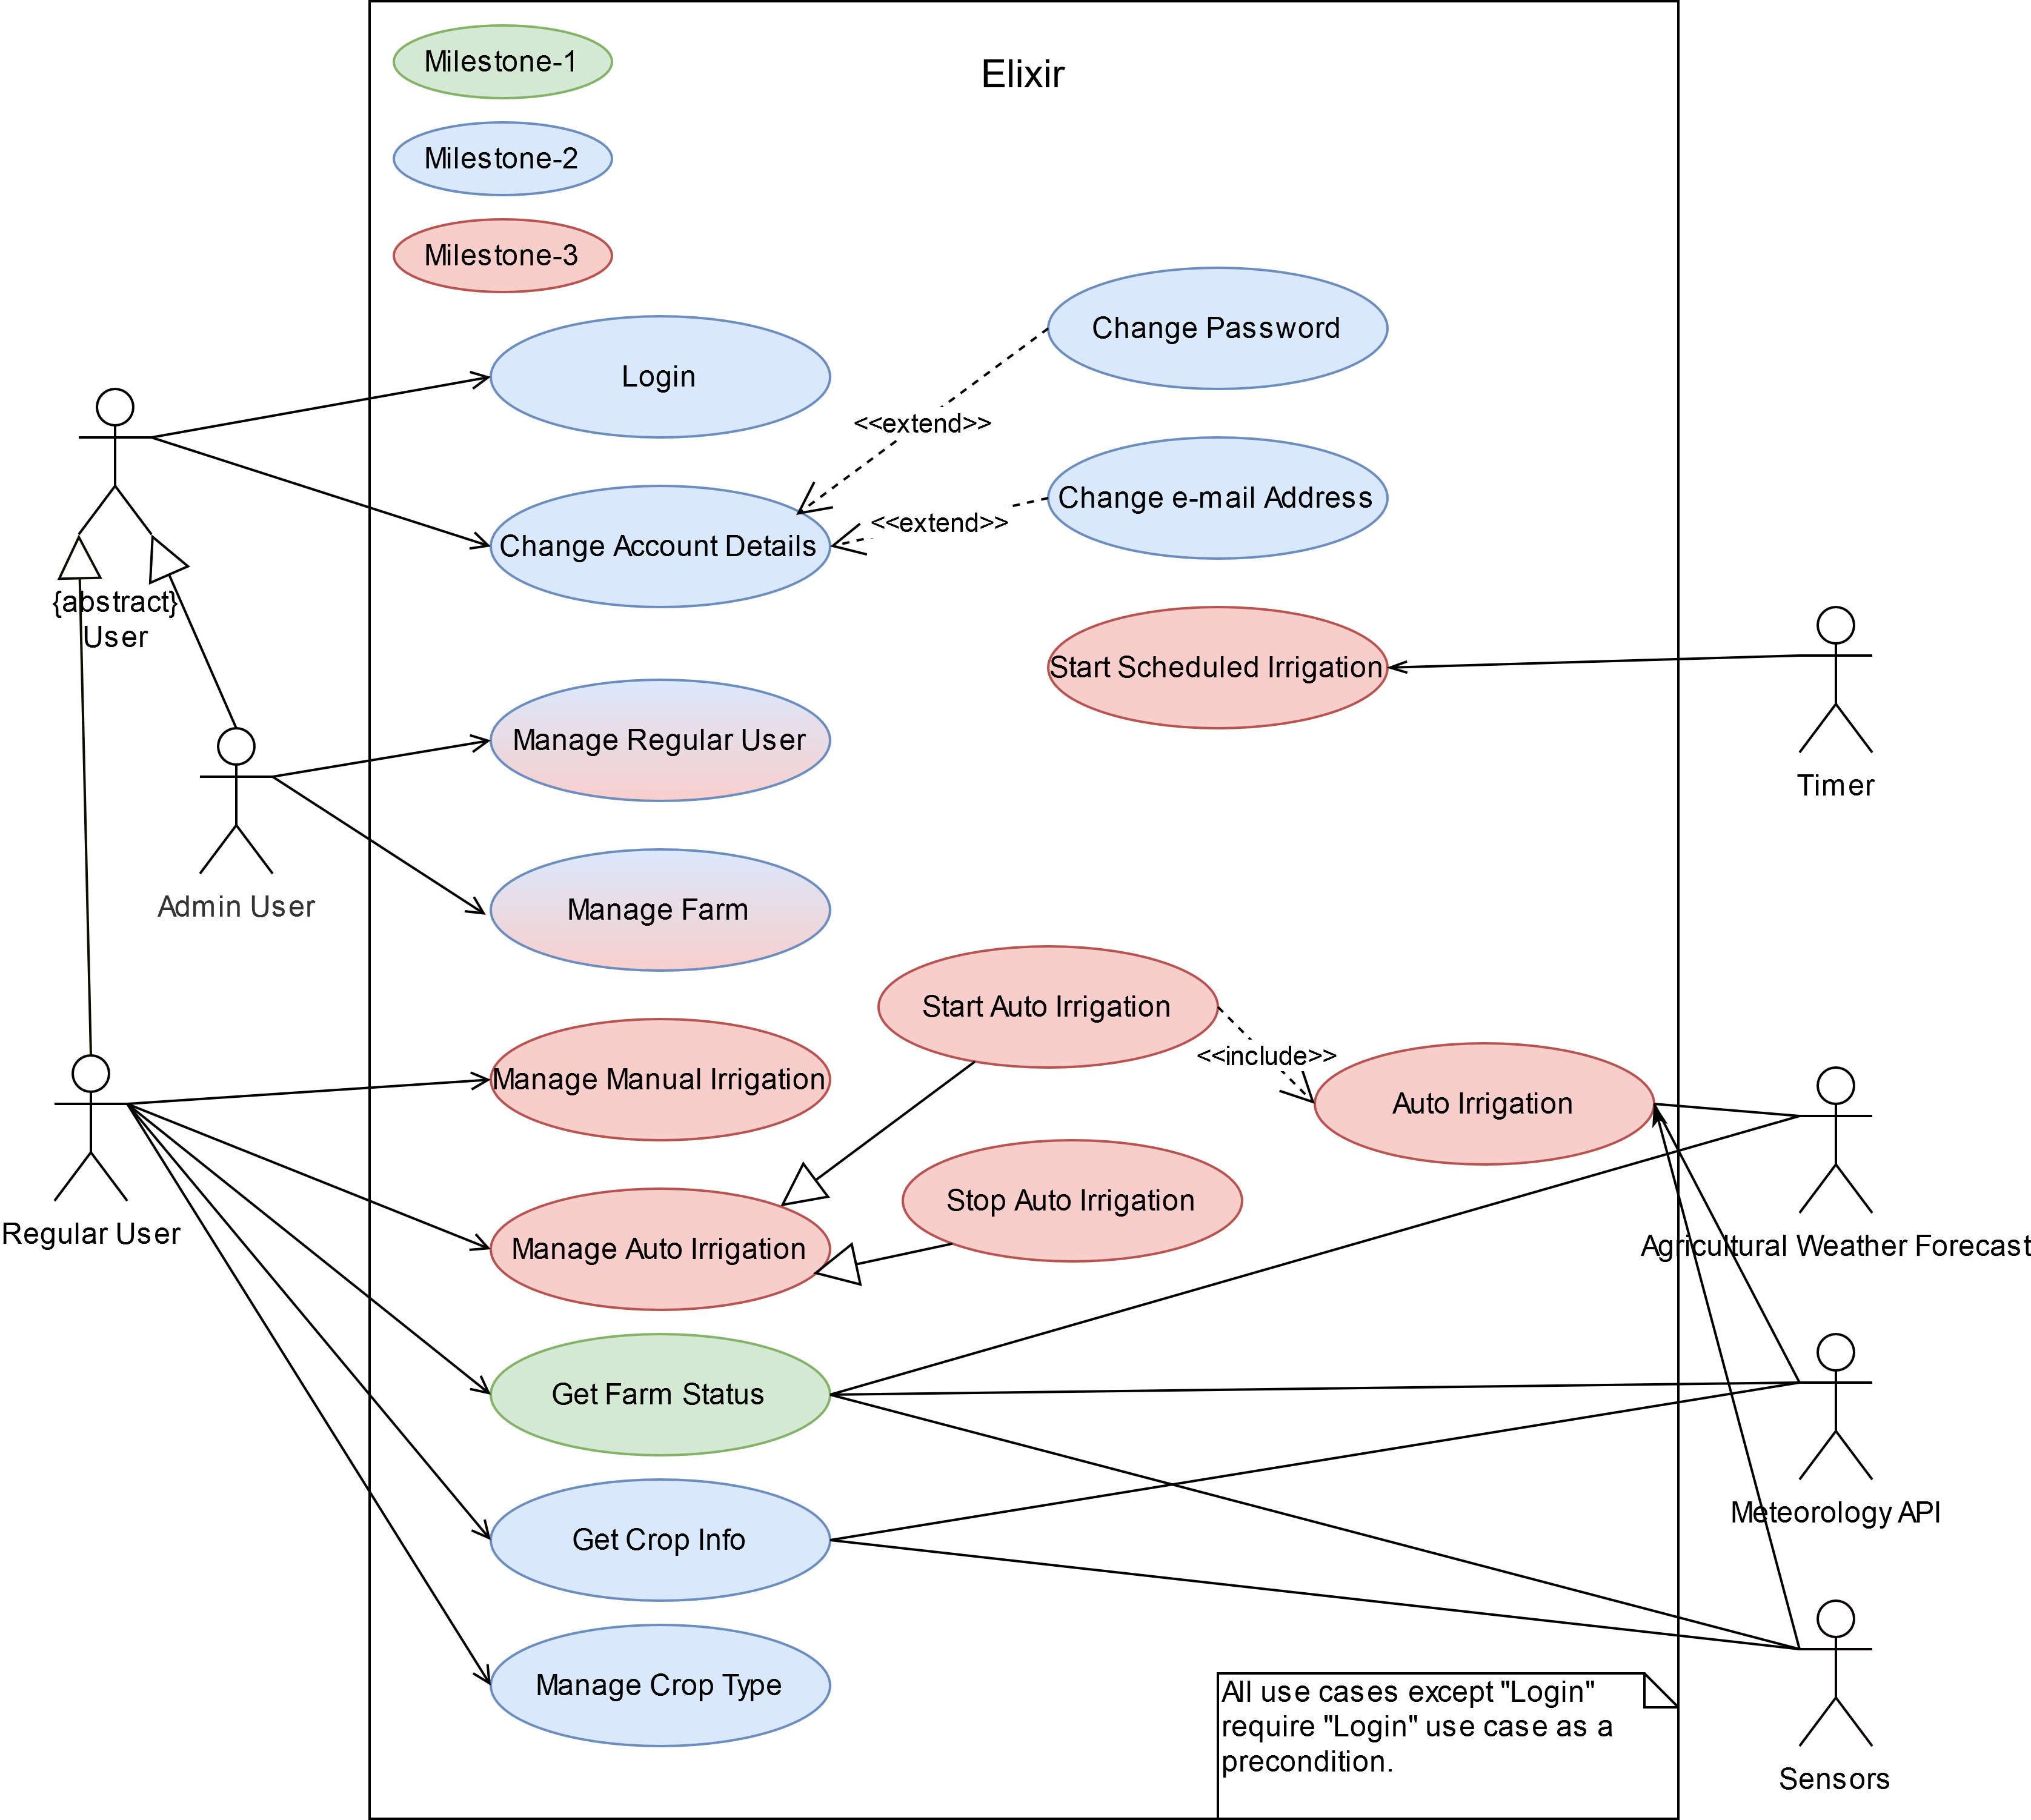 Elixir
Milestone-1
Milestone-2
Milestone-3
Login
Change Password
<<extend>>
Change e-mail Address
<<extend>>
Change Account Details
{abstract}
User
Start Scheduled Irrigation
Manage Regular User
Timer
Admin User
Manage Farm
Start Auto Irrigation
<<include>>
Manage Manual Irrigation
Auto Irrigation
Stop Auto Irrigation
Regular User
Manage Auto Irrigation
Agricultural Weather Forecast
Get Farm Status
Meteorology API
Get Crop Info
Manage Crop Type
All use cases except "Login"
require "Login" use case as a
precondition.
Sensors